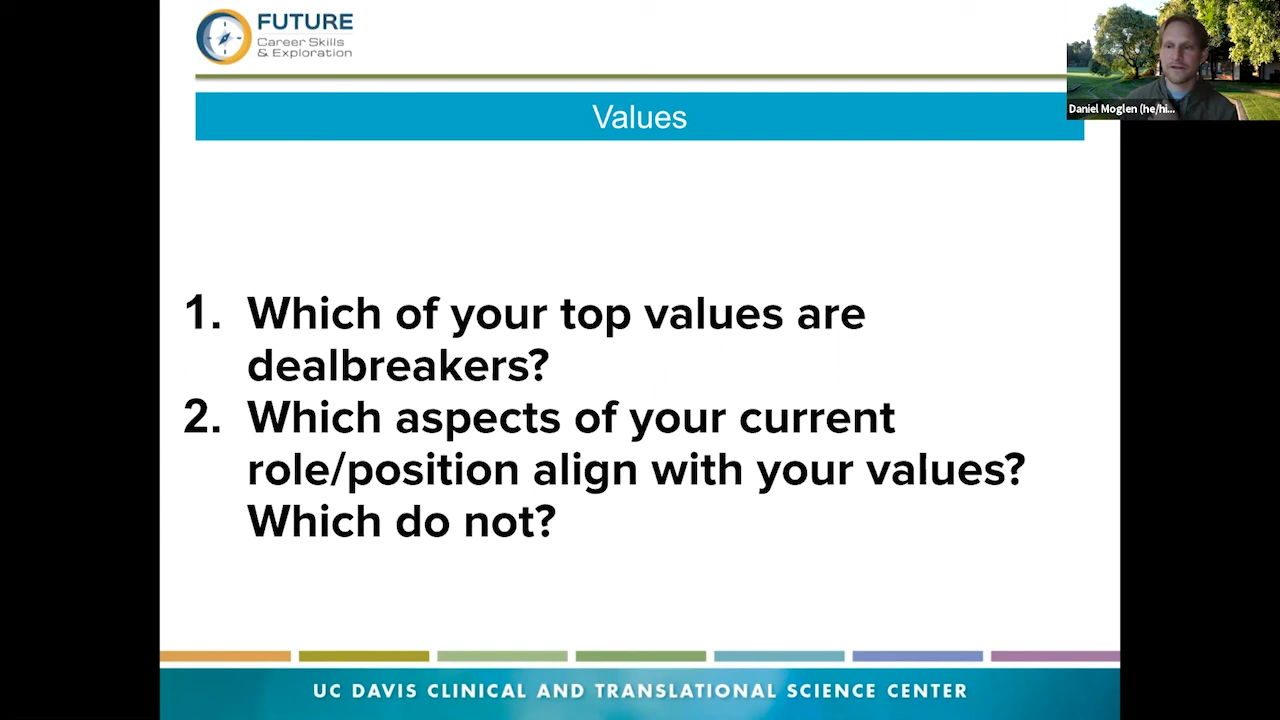 FUTURE
Career Skills
& Exploration
Daniel Moglen (he/hi...
Values
1. Which of your top values are
dealbreakers?
2. Which aspects of your current
role/position align with your values?
Which do not?
UC DAVIS CLINICAL AND TRANSLATIONAL SCIENCE CENTER